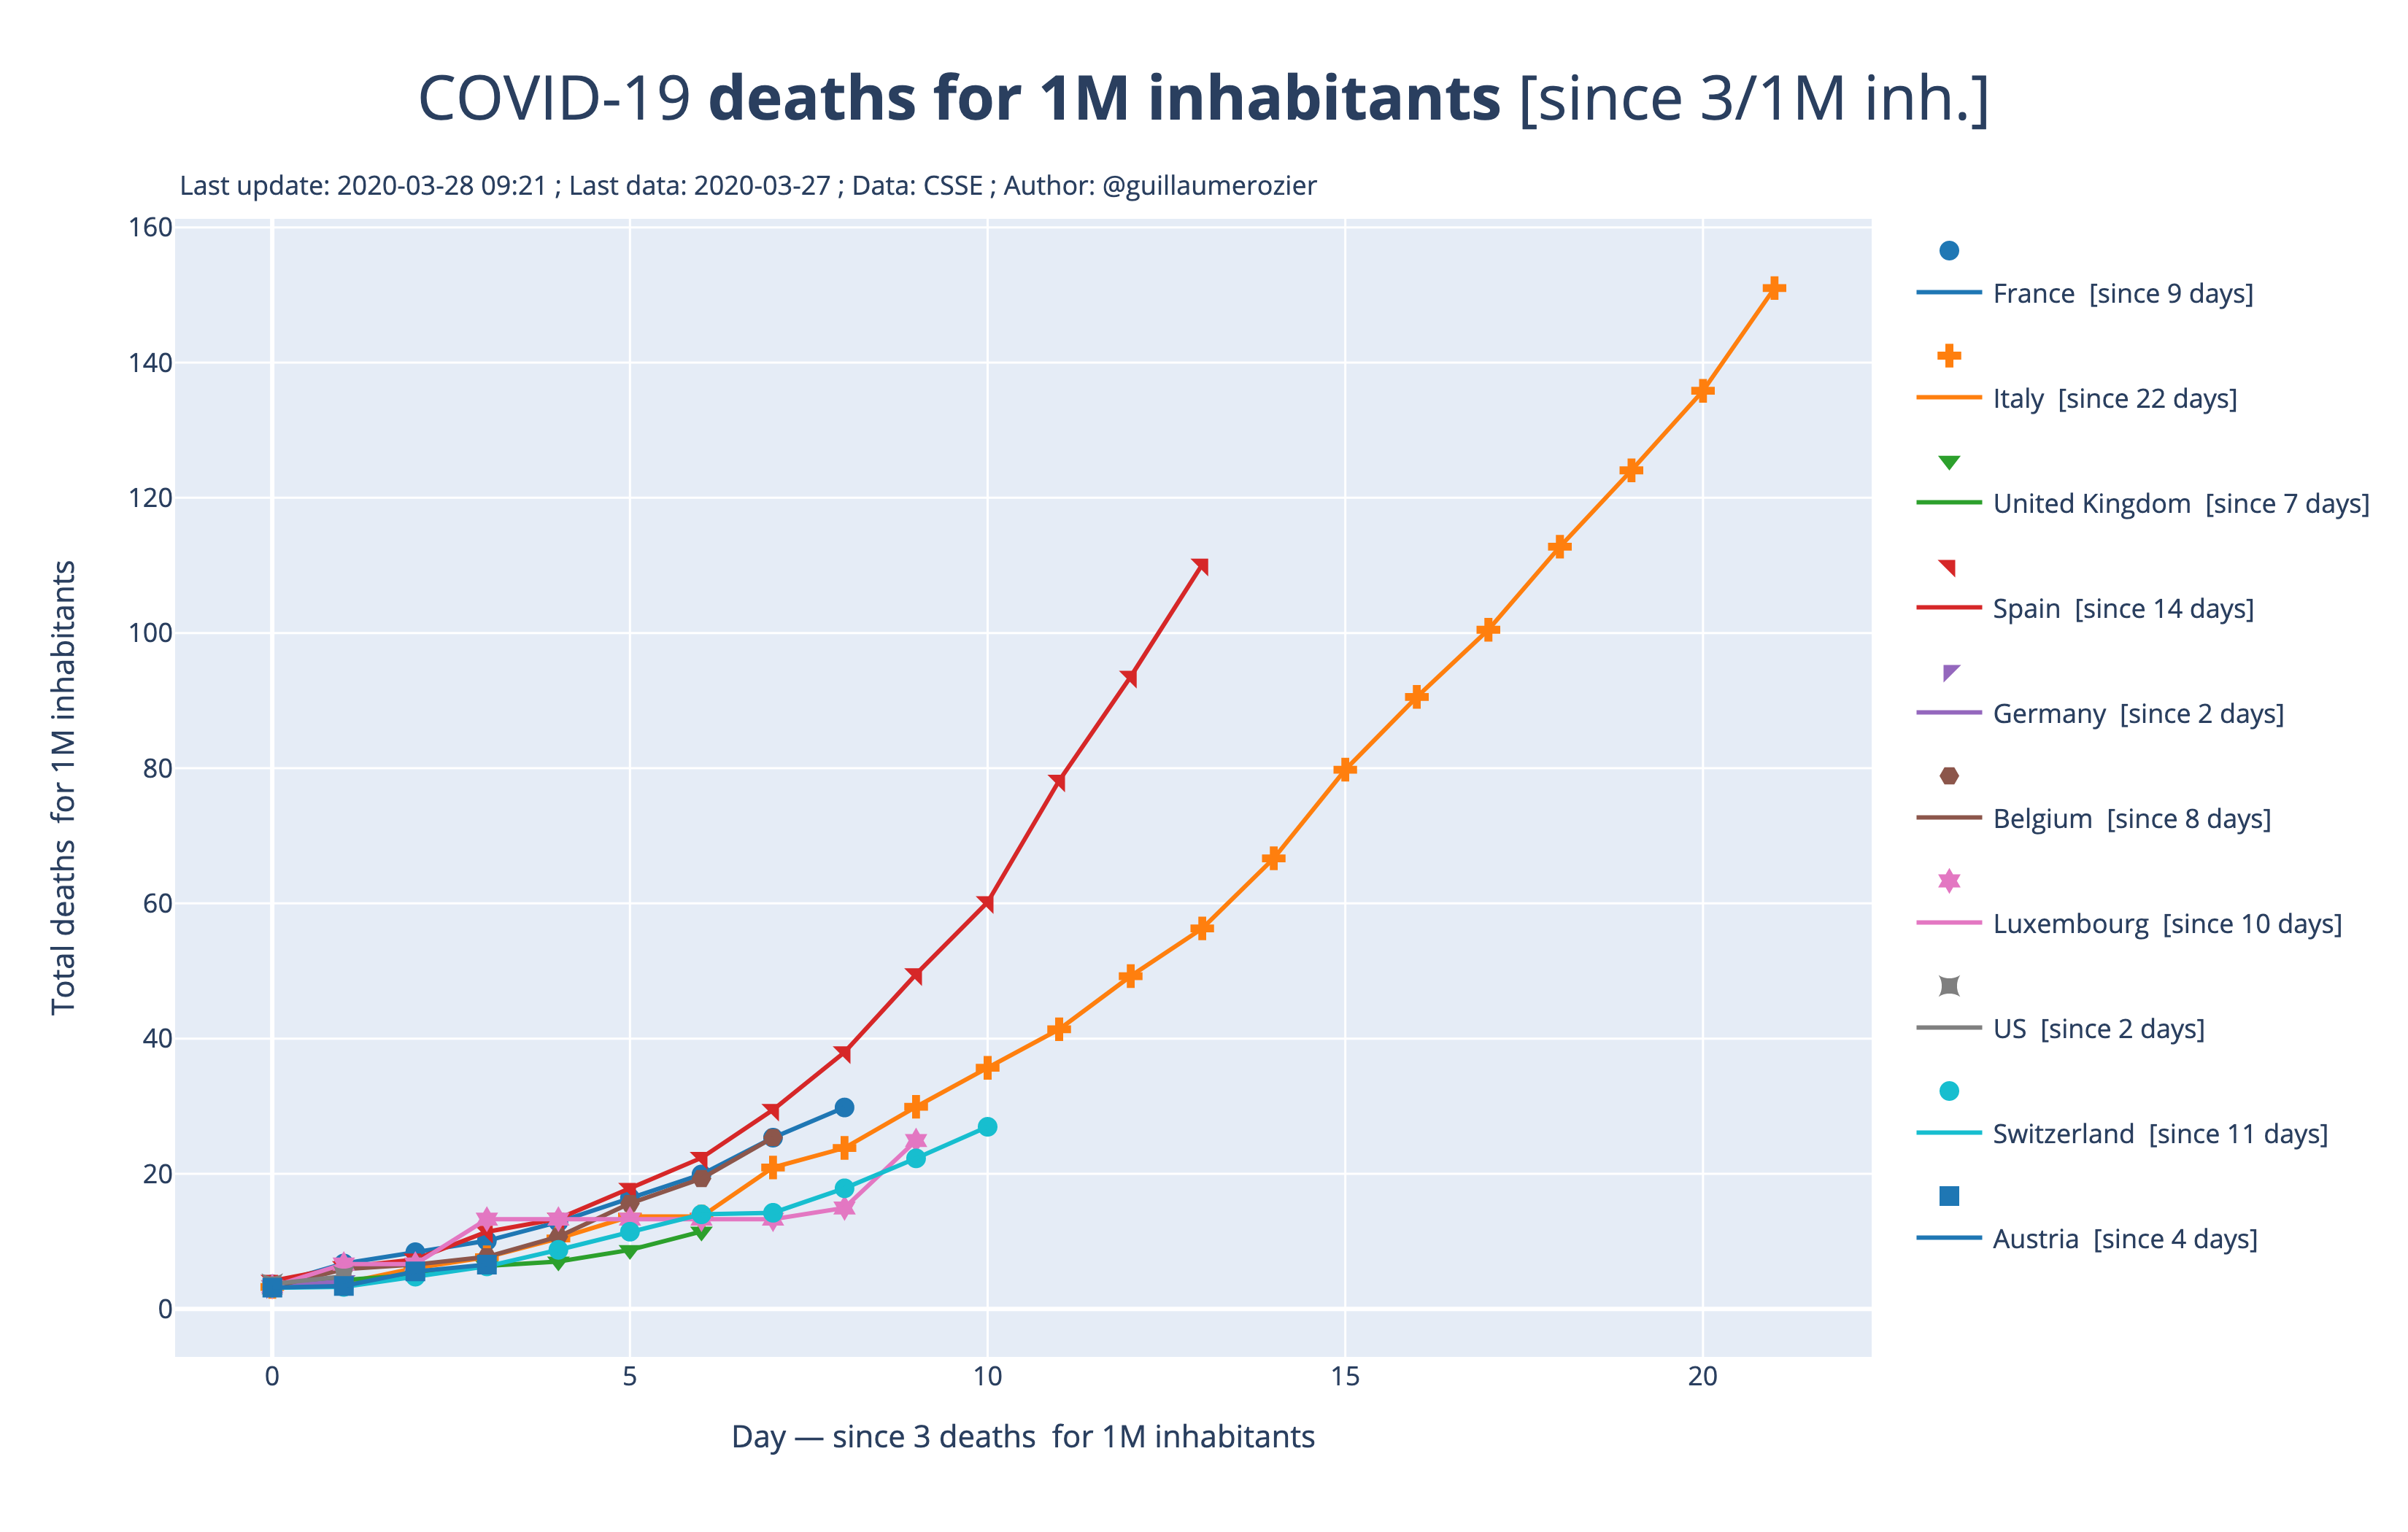 COVID-19 deaths for 1M inhabitants [since 3/1M inh.]
Last update: 2020-03-28 09:21 ; Last data: 2020-03-27 ; Data: CSSE ; Author: @guillaumerozier
160
140
120
100
80
60
40
20
0
Total deaths  for 1M inhabitants
0 5 10 15 20
Day — since 3 deaths  for 1M inhabitants
France  [since 9 days]
Italy  [since 22 days]
United Kingdom  [since 7 days]
Spain  [since 14 days]
Germany  [since 2 days]
Belgium  [since 8 days]
Luxembourg  [since 10 days]
US  [since 2 days]
Switzerland  [since 11 days]
Austria  [since 4 days]